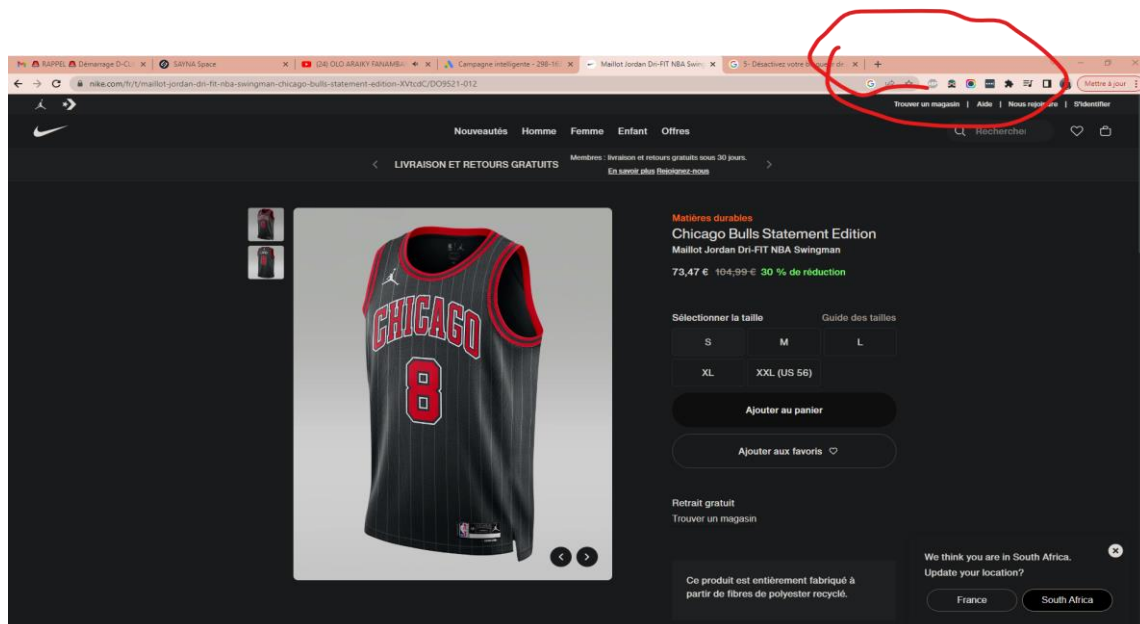 RAPPEL Démarrage D-CL
SAYNA Space
(24) OLO ARAIKY FANAMBA
Campagne intelligente - 298-16
Maillot Jordan Dri-FIT NBA Swing
5- Désactivez votre de
nike.com/fr/t/maillot-jordan-dri-fit-nba-swingman-chicago-bulls-statement-edition-XVtcdC/DO9521-012
Mettre à jour
Trouver un magasin | Aide | Nous rejoindre | S'identifier
Nouveautés Homme Femme Enfant Offres
Rechercher
LIVRAISON ET RETOURS GRATUITS
Membres : livraison et retours gratuits sous 30 jours.
En savoir plus Rejoignez-nous
Matières durables
Chicago Bulls Statement Edition
Maillot Jordan Dri-FIT NBA Swingman
73,47 € 104,99 € 30 % de réduction
Sélectionner la taille Guide des tailles
S M L
XL XXL (US 56)
Ajouter au panier
Ajouter aux favoris
Retrait gratuit
Trouver un magasin
Ce produit est entièrement fabriqué à
partir de fibres de polyester recyclé.
CHICAGO
8
We think you are in South Africa.
Update your location?
France South Africa